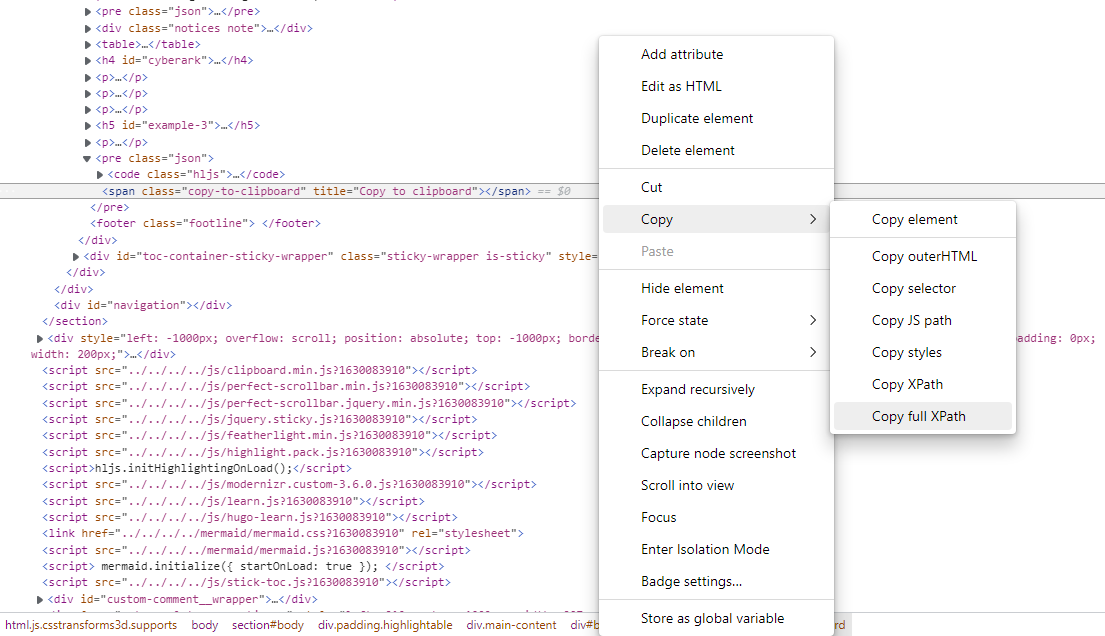 <pre class="json">…</pre>
<div class="notices note">…</div>
<table>…</table>
<h4 id="cyberark">…</h4>
<p>…</p>
<p>…</p>
<p>…</p>
<h5 id="example-3">…</h5>
<p>…</p>
<pre class="json">
<code class="hljs">…</code>
<span class="copy-to-clipboard" title="Copy to clipboard"></span> == $0
</pre>
<footer class="footline"> </footer>
</div>
<div id="toc-container-sticky-wrapper" class="sticky-wrapper is-sticky" style=
</div>
</div>
<div id="navigation"></div>
</section>
<div style="left: -1000px; overflow: scroll; position: absolute; top: -1000px; borde
adding: 0px;
width: 200px;">…</div>
<script src="../../../../js/clipboard.min.js?1630083910"></script>
<script src="../../../../js/perfect-scrollbar.min.js?1630083910"></script>
<script src="../../../../js/perfect-scrollbar.jquery.min.js?1630083910"></script>
<script src="../../../../js/jquery.sticky.js?1630083910"></script>
<script src="../../../../js/featherlight.min.js?1630083910"></script>
<script src="../../../../js/highlight.pack.js?1630083910"></script>
<script>hljs.initHighlightingOnLoad();</script>
<script src="../../../../js/modernizr.custom-3.6.0.js?1630083910"></script>
<script src="../../../../js/learn.js?1630083910"></script>
<script src="../../../../js/hugo-learn.js?1630083910"></script>
<link href="../../../../mermaid/mermaid.css?1630083910" rel="stylesheet">
<script src="../../../../mermaid/mermaid.js?1630083910"></script>
<script> mermaid.initialize({ startOnLoad: true }); </script>
<script src="../../../../js/stick-toc.js?1630083910"></script>
<div id="custom-comment__wrapper">…</div>
html.js.csstransforms3d.supports body section#body div.padding.highlightable div.main-content div#b
rd
Add attribute
Edit as HTML
Duplicate element
Delete element
Cut
Copy
Paste
Hide element
Force state
Break on
Expand recursively
Collapse children
Capture node screenshot
Scroll into view
Focus
Enter Isolation Mode
Badge settings...
Store as global variable
Copy element
Copy outerHTML
Copy selector
Copy JS path
Copy styles
Copy XPath
Copy full XPath